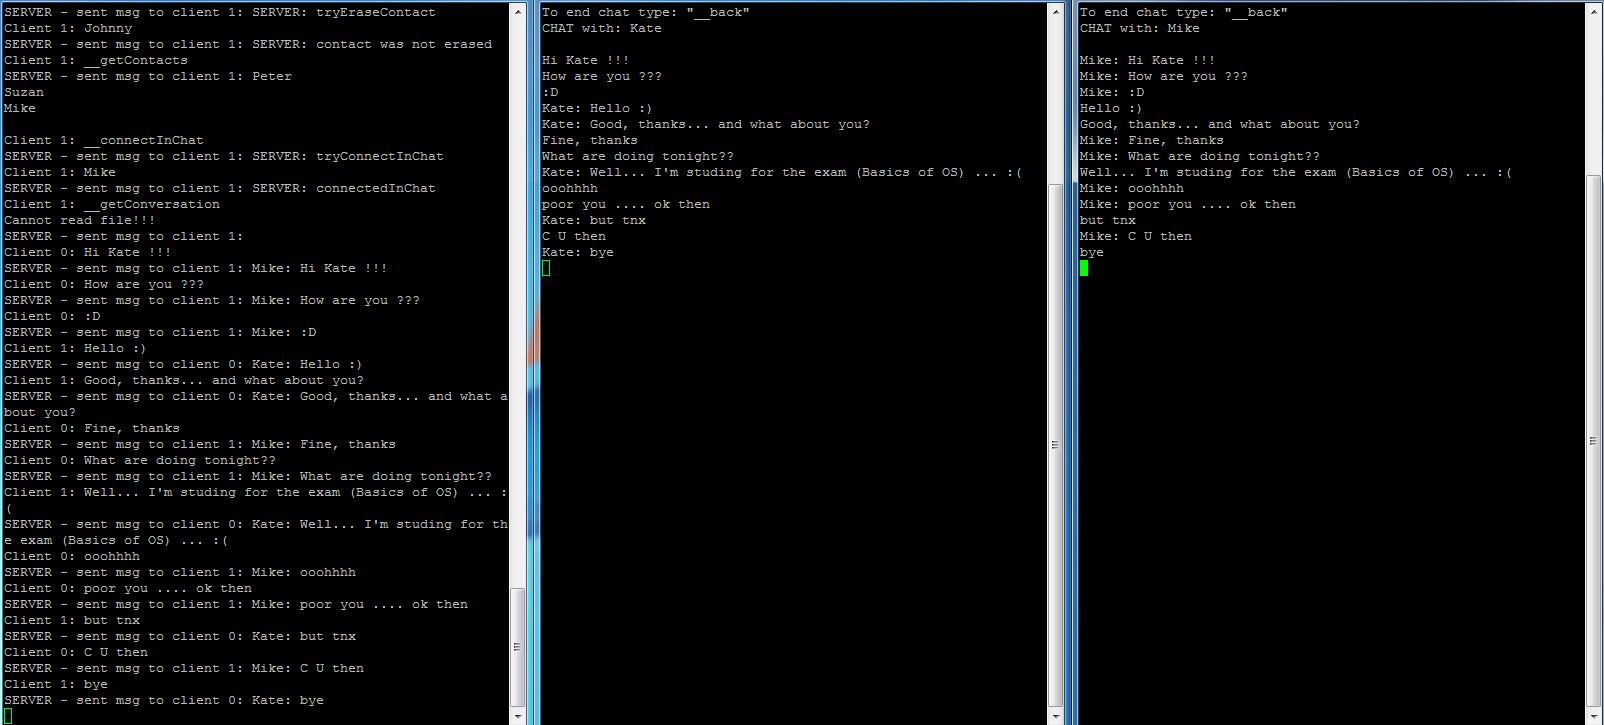 SERVER - sent msg to client 1: SERVER: tryEraseContact
Client 1: Johnny
SERVER - sent msg to client 1: SERVER: contact was not erased
Client 1: __getContacts
SERVER - sent msg to client 1: Peter
Suzan
Mike
Client 1: __connectInChat
SERVER - sent msg to client 1: SERVER: tryConnectInChat
Client 1: Mike
SERVER - sent msg to client 1: SERVER: connectedInChat
Client 1: __getConversation
Cannot read file!!!
SERVER - sent msg to client 1:
Client 0: Hi Kate !!!
SERVER - sent msg to client 1: Mike: Hi Kate !!!
Client 0: How are you ???
SERVER - sent msg to client 1: Mike: How are you ???
Client 0: :D
SERVER - sent msg to client 1: Mike: :D
Client 1: Hello :)
SERVER - sent msg to client 0: Kate: Hello :)
Client 1: Good, thanks... and what about you?
SERVER - sent msg to client 0: Kate: Good, thanks... and what a
bout you?
Client 0: Fine, thanks
SERVER - sent msg to client 1: Mike: Fine, thanks
Client 0: What are doing tonight??
SERVER - sent msg to client 1: Mike: What are doing tonight??
Client 1: Well... I'm studing for the exam (Basics of OS) ... :
(
SERVER - sent msg to client 0: Kate: Well... I'm studing for th
e exam (Basics of OS) ... :(
Client 0: ooohhhh
SERVER - sent msg to client 1: Mike: ooohhhh
Client 0: poor you .... ok then
SERVER - sent msg to client 1: Mike: poor you .... ok then
Client 1: but tnx
SERVER - sent msg to client 0: Kate: but tnx
Client 0: C U then
SERVER - sent msg to client 1: Mike: C U then
Client 1: bye
SERVER - sent msg to client 0: Kate: bye
To end chat type: "__back"
CHAT with: Kate
Hi Kate !!!
How are you ???
:D
Kate: Hello :)
Kate: Good, thanks... and what about you?
Fine, thanks
What are doing tonight??
Kate: Well... I'm studing for the exam (Basics of OS) ... :(
ooohhhh
poor you .... ok then
Kate: but tnx
C U then
Kate: bye
To end chat type: "__back"
CHAT with: Mike
Mike: Hi Kate !!!
Mike: How are you ???
Mike: :D
Hello :)
Good, thanks... and what about you?
Mike: Fine, thanks
Mike: What are doing tonight??
Well... I'm studing for the exam (Basics of OS) ... :(
Mike: ooohhhh
Mike: poor you .... ok then
but tnx
Mike: C U then
bye